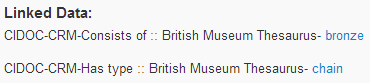 Linked Data:
CIDOC-CRM-Consists of :: British Museum Thesaurus- bronze
CIDOC-CRM-Has type :: British Museum Thesaurus- chain